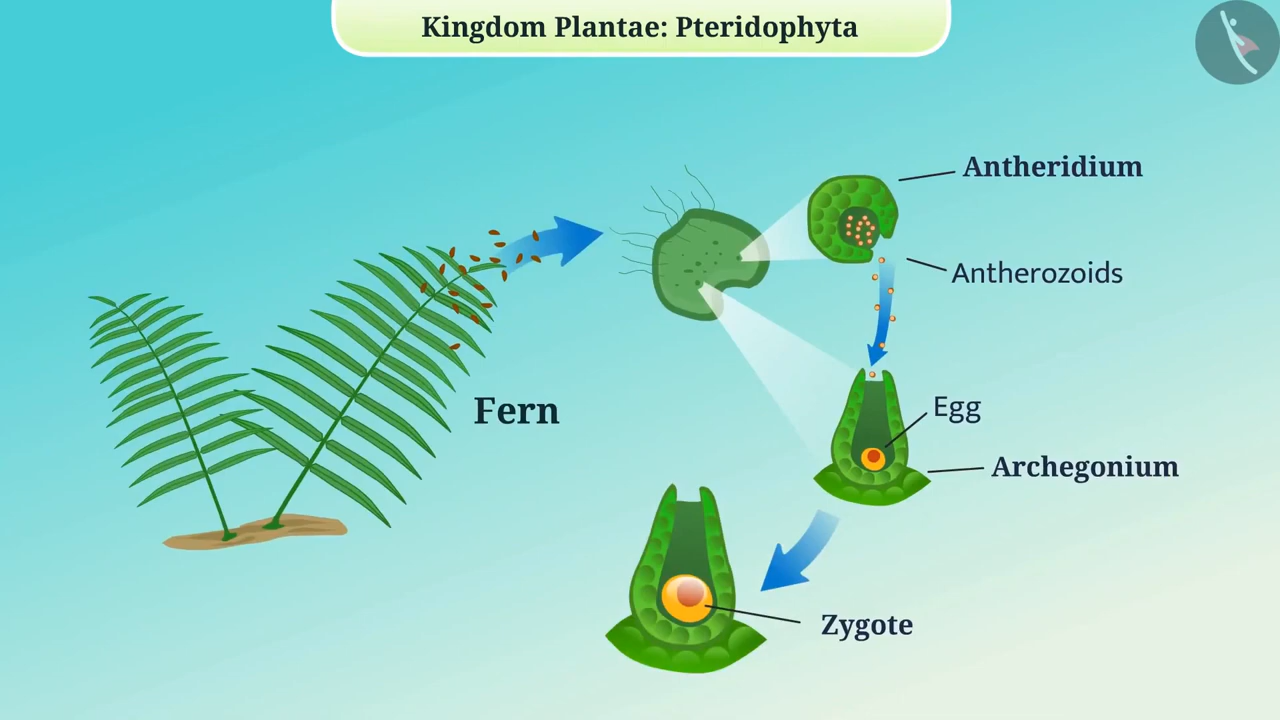 Kingdom Plantae: Pteridophyta
Antheridium
Antherozoids
Fern
Egg
Archegonium
Zygote